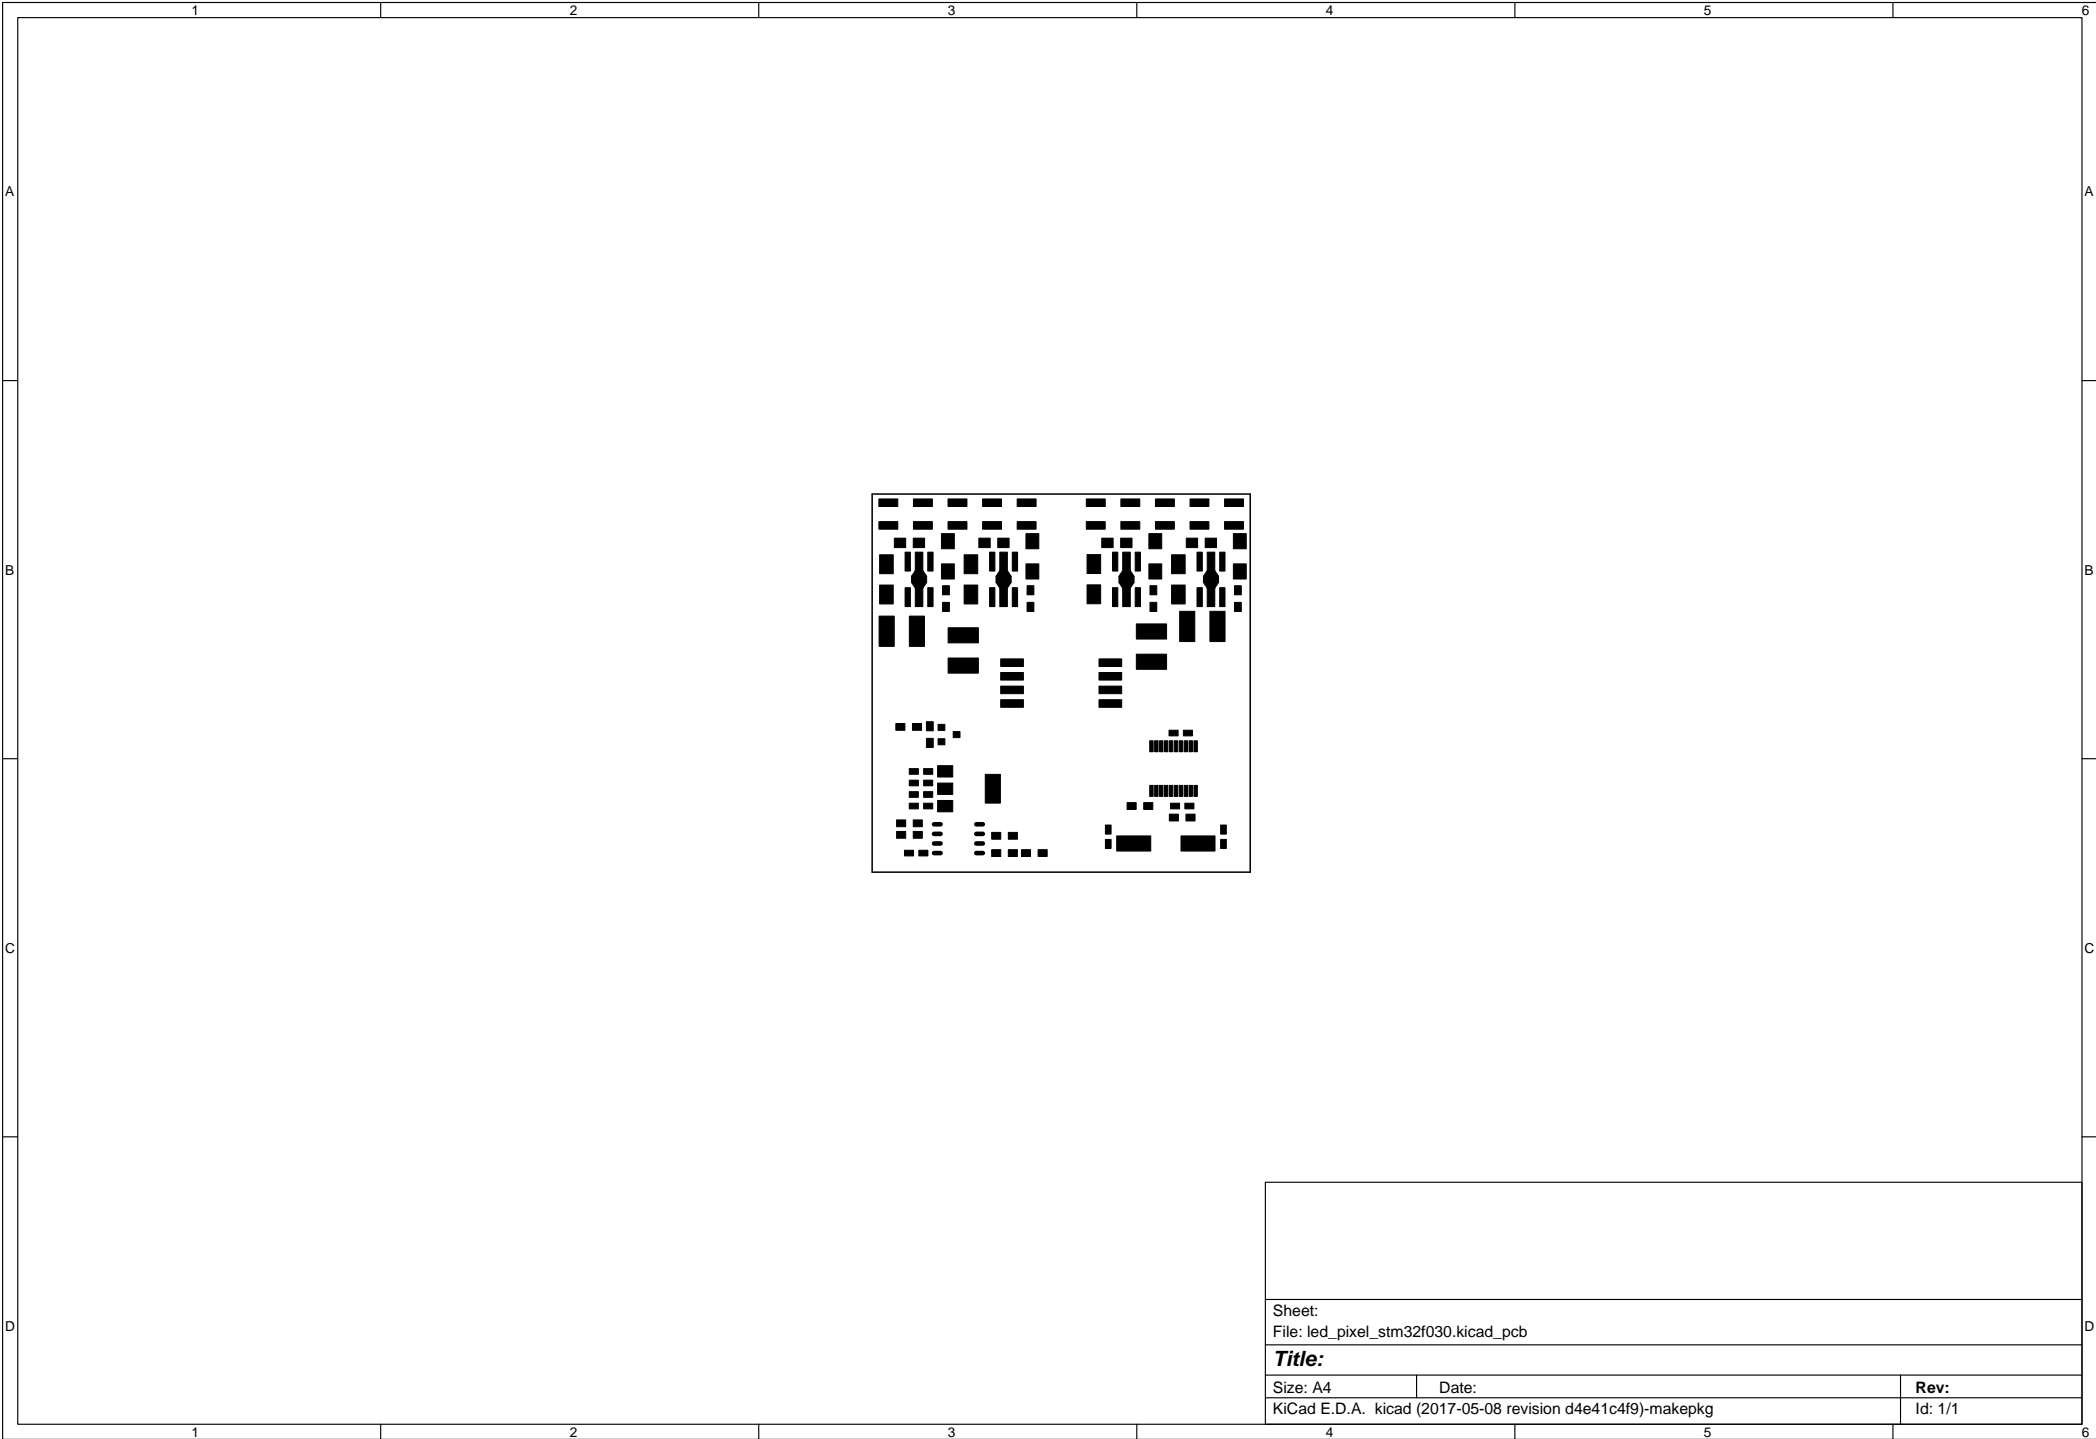 1 2 3 4 5 6
A A
B B
C C
Sheet:
File: led_pixel_stm32f030.kicad_pcb
D D
Title:
Size: A4 Date: Rev:
KiCad E.D.A. kicad (2017-05-08 revision d4e41c4f9)-makepkg Id: 1/1
1 2 3 4 5 6